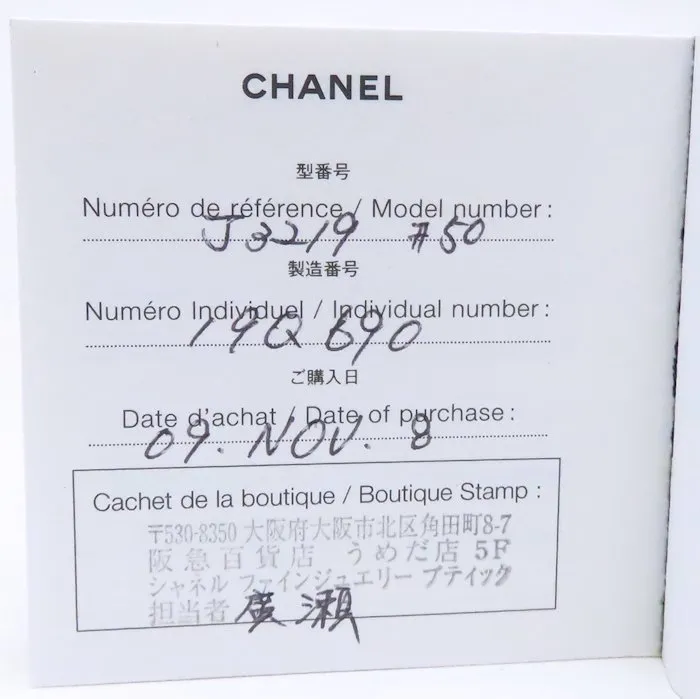 CHANEL
型番号
Numéro de référence / Model number :
J3219 #50
製造番号
Numéro Individuel / Individual number :
19Q 690
ご購入日
Date d'achat / Date of purchase :
09. NOV. 8
Cachet de la boutique / Boutique Stamp :
〒530-8350 大阪府大阪市北区角田町8-7
阪急百貨店 うめだ店 5F
シャネル ファインジュエリー ブティック
担当者 廣瀬